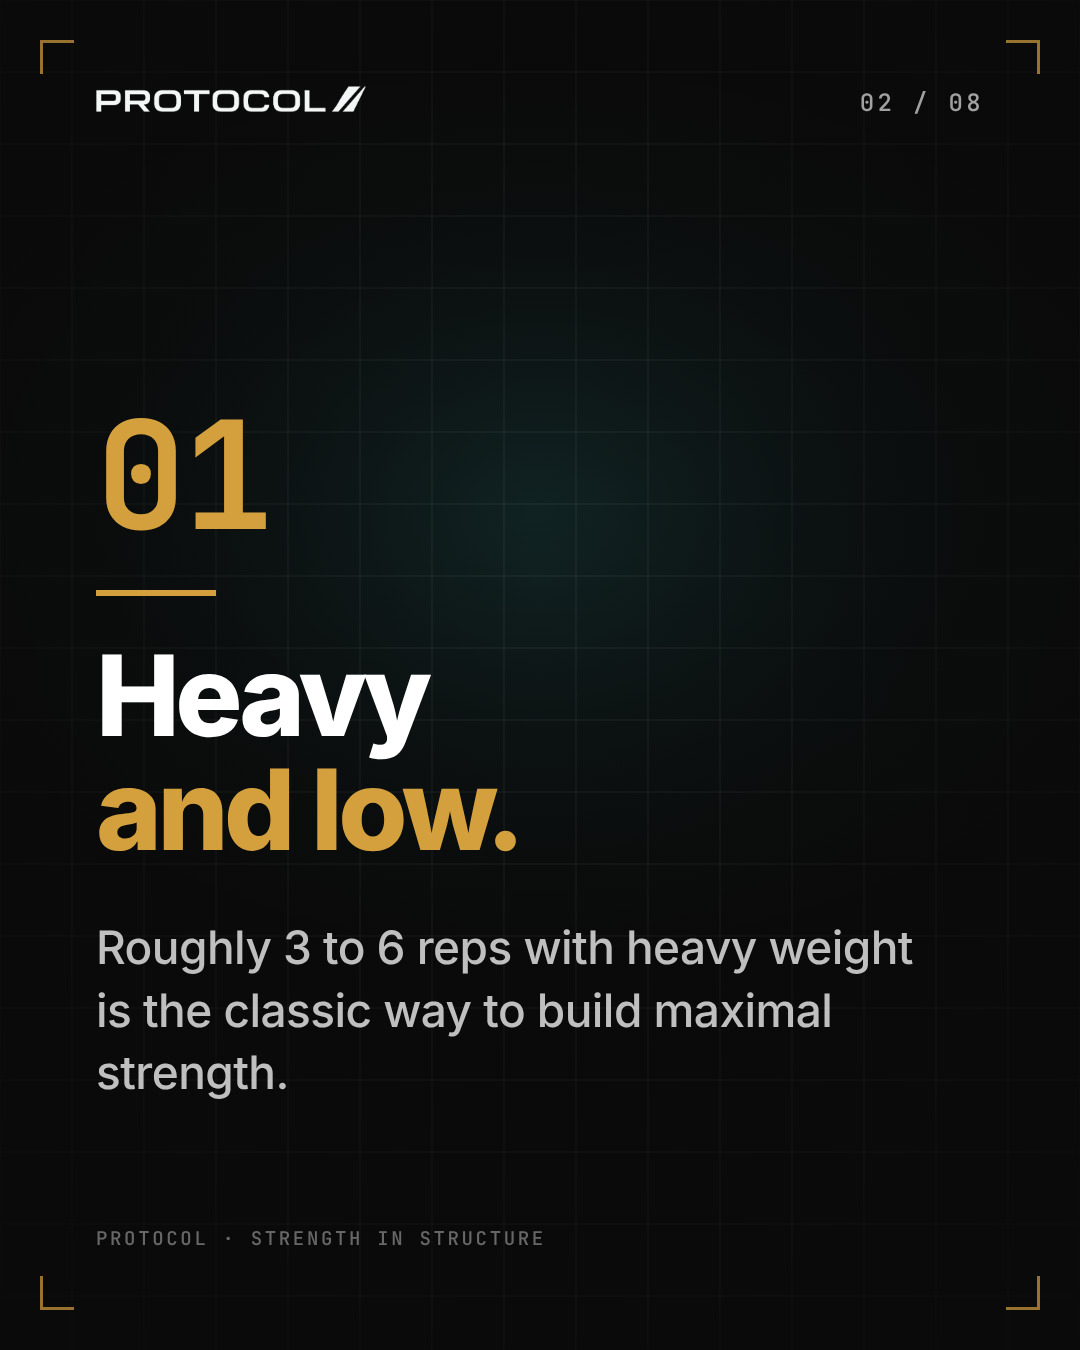 PROTOCOL
02 / 08
01
Heavy
and low.
Roughly 3 to 6 reps with heavy weight
is the classic way to build maximal
strength.
PROTOCOL · STRENGTH IN STRUCTURE